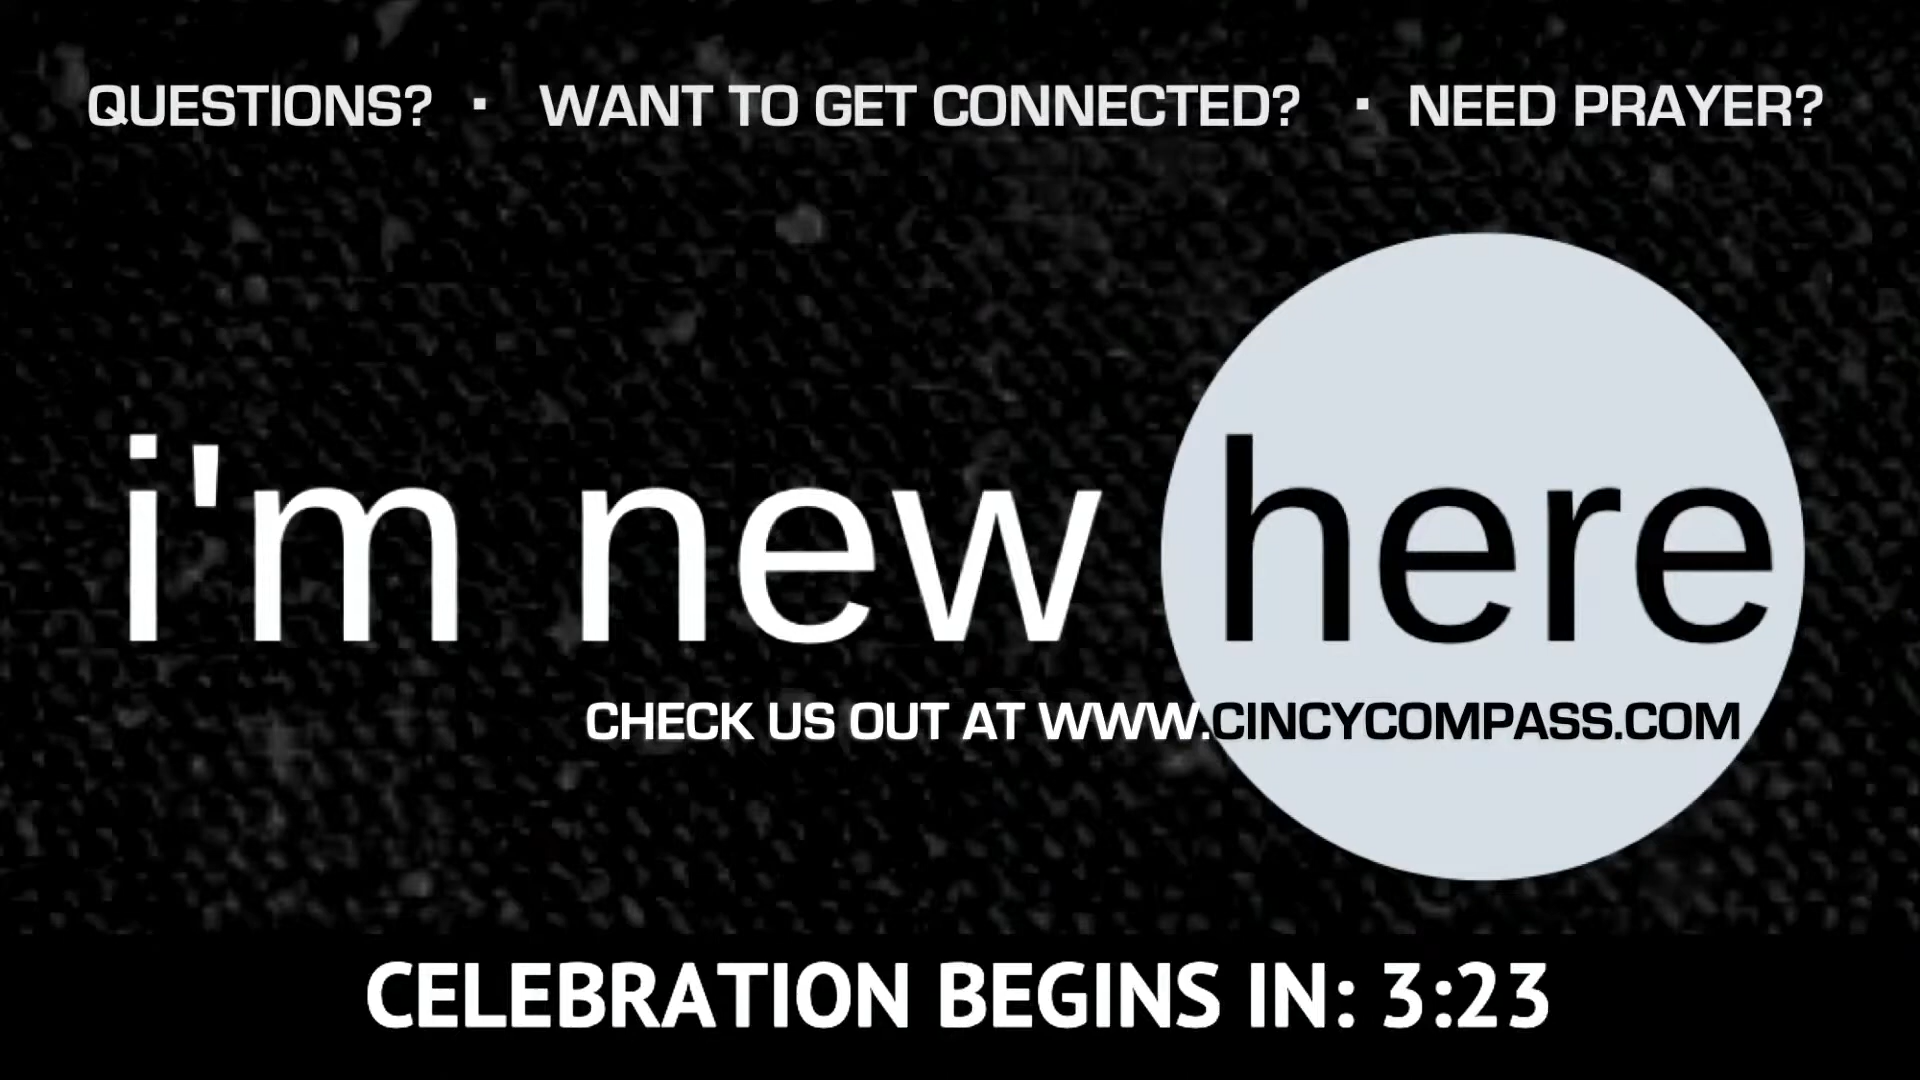 QUESTIONS? · WANT TO GET CONNECTED? · NEED PRAYER?
i'm new here
CHECK US OUT AT WWW.CINCYCOMPASS.COM
CELEBRATION BEGINS IN: 3:23